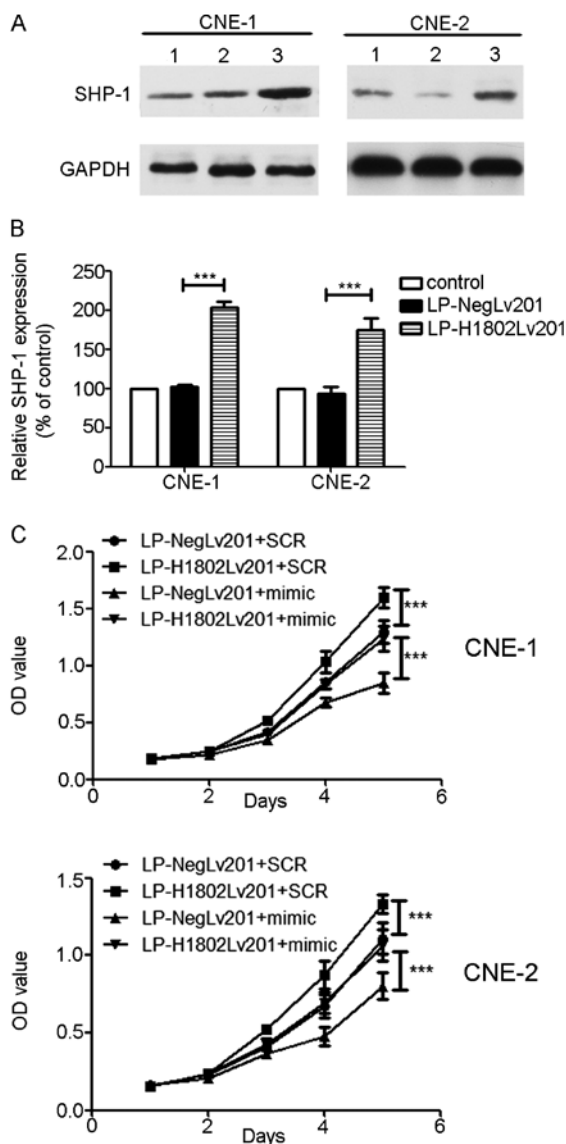 A
CNE-1 CNE-2
1 2 3 1 2 3
SHP-1
GAPDH
B
Relative SHP-1 expression
(% of control)
250
200
150
100
50
0
*** ***
CNE-1 CNE-2
control
LP-NegLv201
LP-H1802Lv201
C
LP-NegLv201+SCR
LP-H1802Lv201+SCR
LP-NegLv201+mimic
LP-H1802Lv201+mimic
OD value
2.0
1.5
1.0
0.5
0.0
0 2 4 6
Days
***
***
CNE-1
LP-NegLv201+SCR
LP-H1802Lv201+SCR
LP-NegLv201+mimic
LP-H1802Lv201+mimic
OD value
1.5
1.0
0.5
0.0
0 2 4 6
Days
***
***
CNE-2